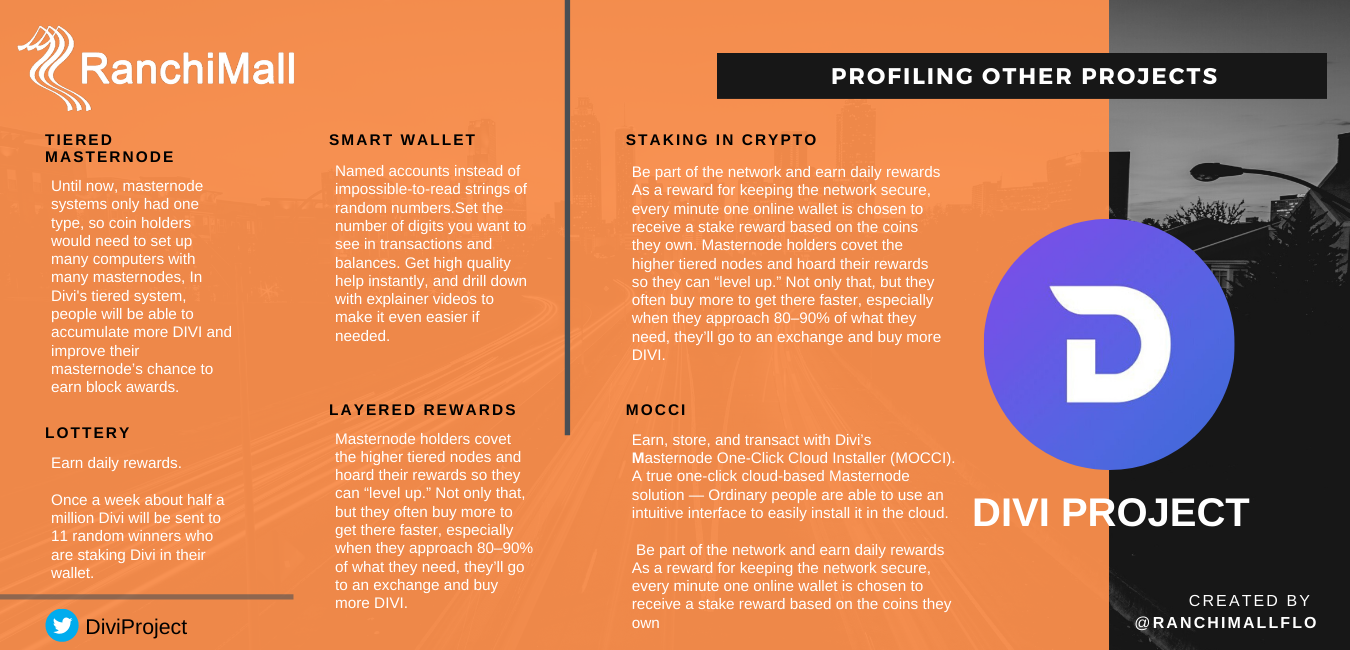 RanchiMall
PROFILING OTHER PROJECTS
TIERED
MASTERNODE
Until now, masternode
systems only had one
type, so coin holders
would need to set up
many computers with
many masternodes, In
Divi's tiered system,
people will be able to
accumulate more DIVI and
improve their
masternode's chance to
earn block awards.
LOTTERY
Earn daily rewards.
Once a week about half a
million Divi will be sent to
11 random winners who
are staking Divi in their
wallet.
DiviProject
SMART WALLET
Named accounts instead of
impossible-to-read strings of
random numbers.Set the
number of digits you want to
see in transactions and
balances. Get high quality
help instantly, and drill down
with explainer videos to
make it even easier if
needed.
LAYERED REWARDS
Masternode holders covet
the higher tiered nodes and
hoard their rewards so they
can “level up.” Not only that,
but they often buy more to
get there faster, especially
when they approach 80–90%
of what they need, they'll go
to an exchange and buy
more DIVI.
STAKING IN CRYPTO
Be part of the network and earn daily rewards
As a reward for keeping the network secure,
every minute one online wallet is chosen to
receive a stake reward based on the coins
they own. Masternode holders covet the
higher tiered nodes and hoard their rewards
so they can “level up.” Not only that, but they
often buy more to get there faster, especially
when they approach 80–90% of what they
need, they'll go to an exchange and buy more
DIVI.
MOCCI
Earn, store, and transact with Divi's
Masternode One-Click Cloud Installer (MOCCI).
A true one-click cloud-based Masternode
solution — Ordinary people are able to use an
intuitive interface to easily install it in the cloud.
Be part of the network and earn daily rewards
As a reward for keeping the network secure,
every minute one online wallet is chosen to
receive a stake reward based on the coins they
own
DIVI PROJECT
CREATED BY
@RANCHIMALLFLO